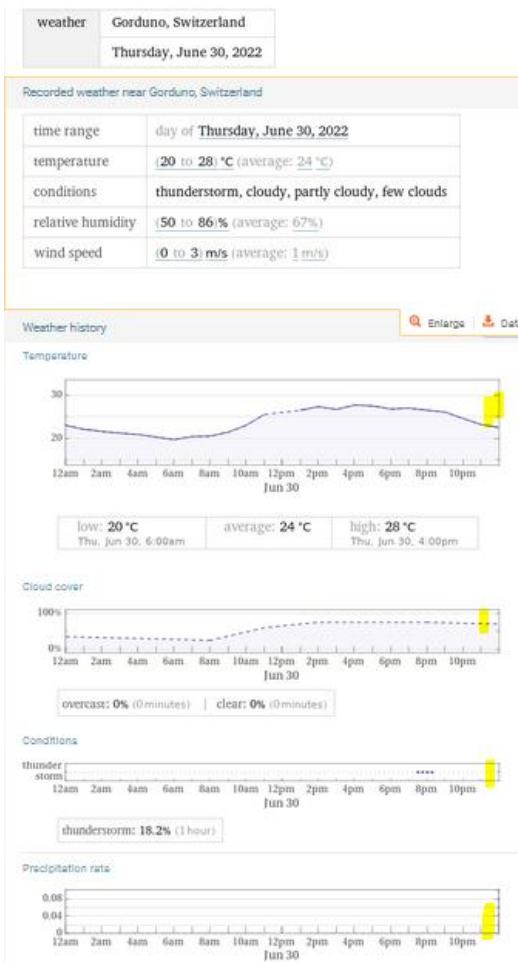 weather Gorduno, Switzerland
Thursday, June 30, 2022
Recorded weather near Gorduno, Switzerland
time range day of Thursday, June 30, 2022
temperature (20 to 28) °C (average: 24 °C)
conditions thunderstorm, cloudy, partly cloudy, few clouds
relative humidity (50 to 86)% (average: 67%)
wind speed (0 to 3) m/s (average: 1 m/s)
Weather history Enlarge Dat
Temperature
30
20
12am 2am 4am 6am 8am 10am 12pm 2pm 4pm 6pm 8pm 10pm
Jun 30
low: 20 °C average: 24 °C high: 28 °C
Thu, Jun 30, 6:00am Thu, Jun 30, 4:00pm
Cloud cover
100%
0%
12am 2am 4am 6am 8am 10am 12pm 2pm 4pm 6pm 8pm 10pm
Jun 30
overcast: 0% (0 minutes) | clear: 0% (0 minutes)
Conditions
thunder
storm
12am 2am 4am 6am 8am 10am 12pm 2pm 4pm 6pm 8pm 10pm
Jun 30
thunderstorm: 18.2% (1 hour)
Precipitation rate
0.08
0.04
0
12am 2am 4am 6am 8am 10am 12pm 2pm 4pm 6pm 8pm 10pm
Jun 30